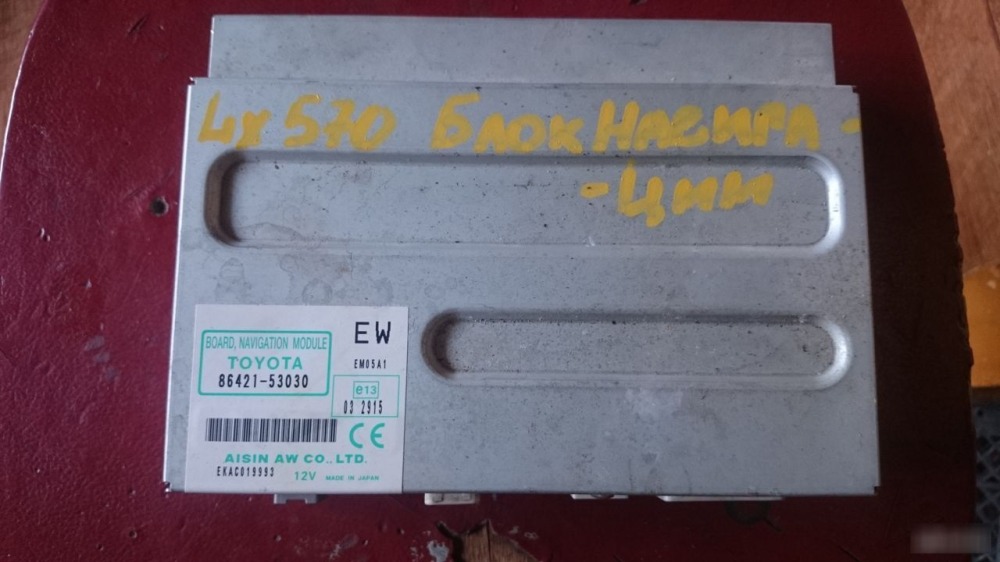 LX 570 Блок Навига-
-ции
BOARD, NAVIGATION MODULE
TOYOTA
86421-53030
EW
EM05A1
e13
03 2915
CE
AISIN AW CO., LTD.
EKAC019993
12V MADE IN JAPAN